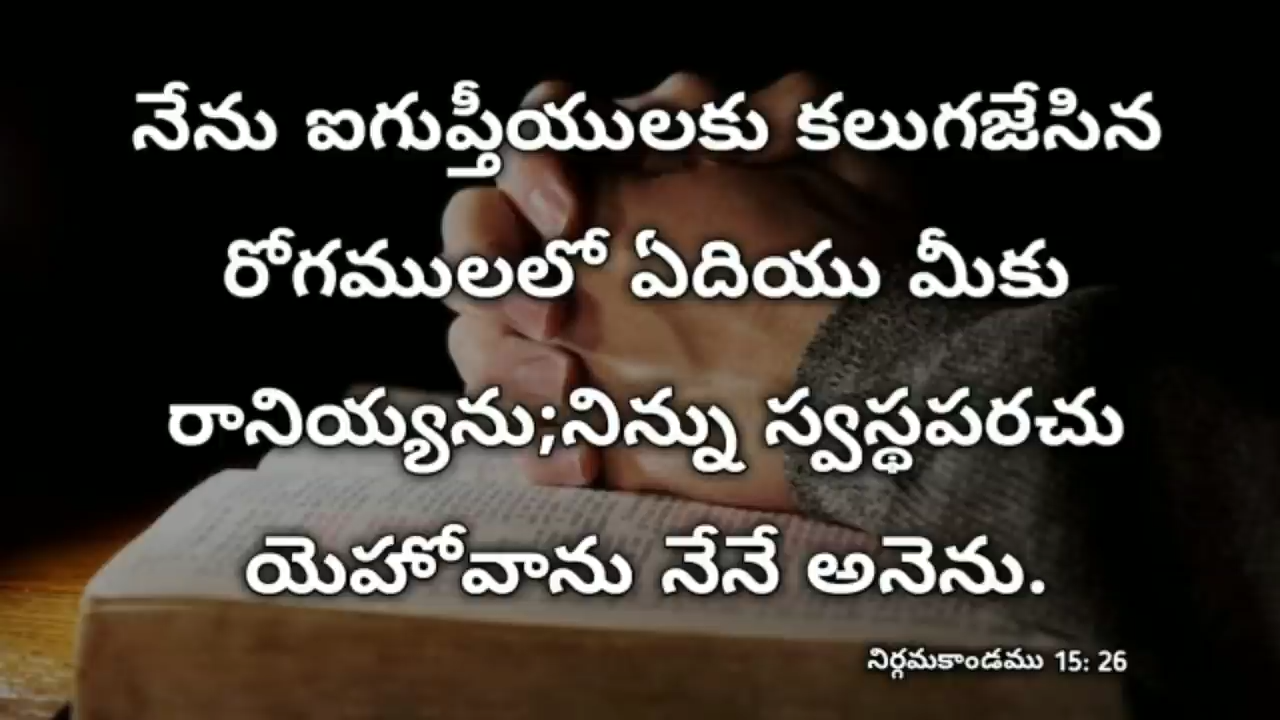 నేను ఐగుప్తీయులకు కలుగజేసిన
రోగములలో ఏదియు మీకు
రానియ్యను;నిన్ను స్వస్థపరచు
యెహోవాను నేనే అనెను.
నిర్గమకాండము 15: 26